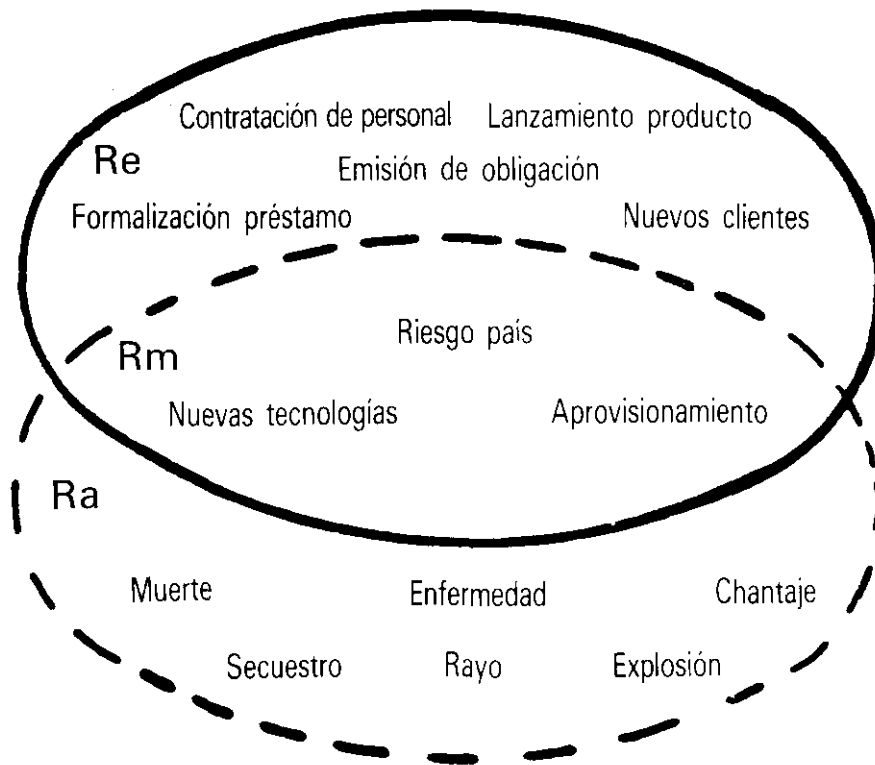 Contratación de personal Lanzamiento producto
Re
Emisión de obligación
Formalización préstamo Nuevos clientes
Riesgo país
Rm
Nuevas tecnologías Aprovisionamiento
Ra
Muerte Enfermedad Chantaje
Secuestro Rayo Explosión